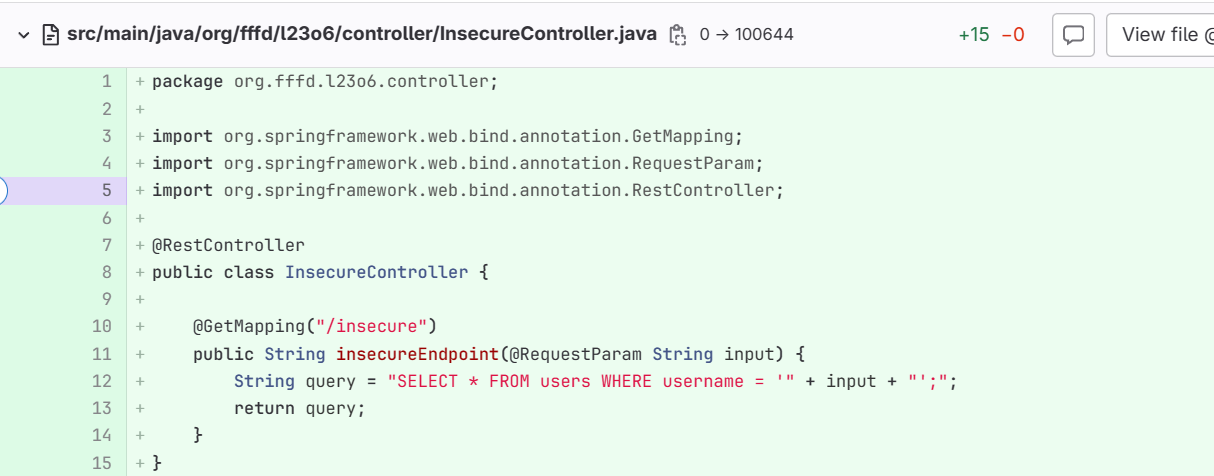 src/main/java/org/fffd/l23o6/controller/InsecureController.java 0 → 100644 +15 −0 View file @
1 + package org.fffd.l23o6.controller;
2 +
3 + import org.springframework.web.bind.annotation.GetMapping;
4 + import org.springframework.web.bind.annotation.RequestParam;
5 + import org.springframework.web.bind.annotation.RestController;
6 +
7 + @RestController
8 + public class InsecureController {
9 +
10 +     @GetMapping("/insecure")
11 +     public String insecureEndpoint(@RequestParam String input) {
12 +         String query = "SELECT * FROM users WHERE username = '" + input + "';";
13 +         return query;
14 +     }
15 + }